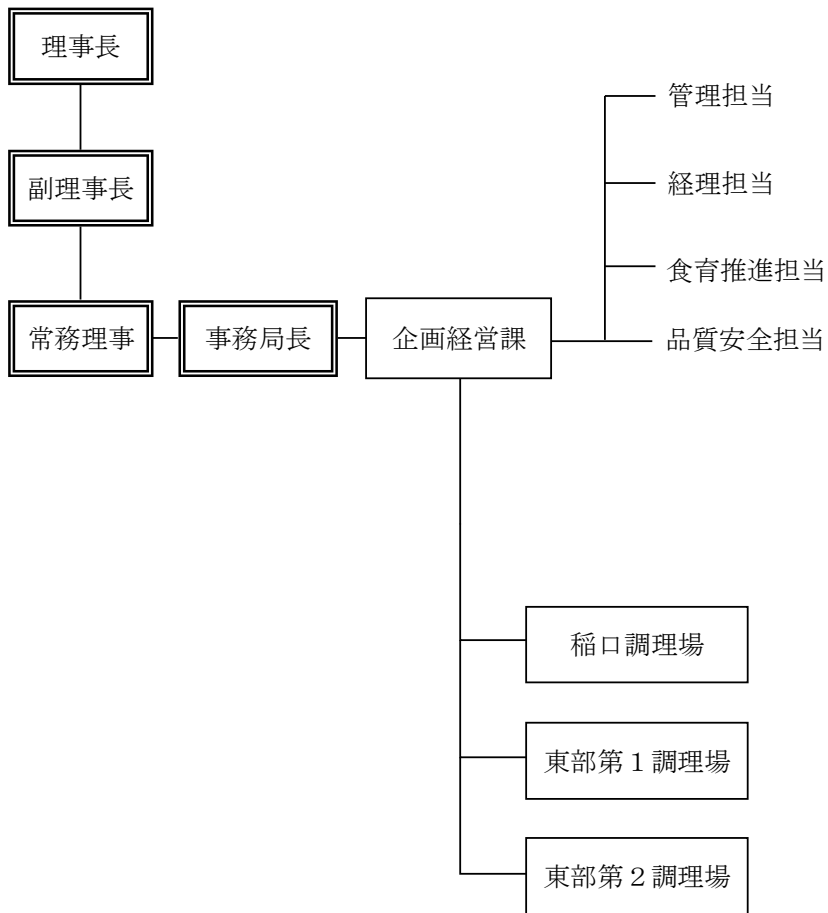 理事長
副理事長
常務理事
事務局長
企画経営課
管理担当
経理担当
食育推進担当
品質安全担当
稲口調理場
東部第１調理場
東部第２調理場